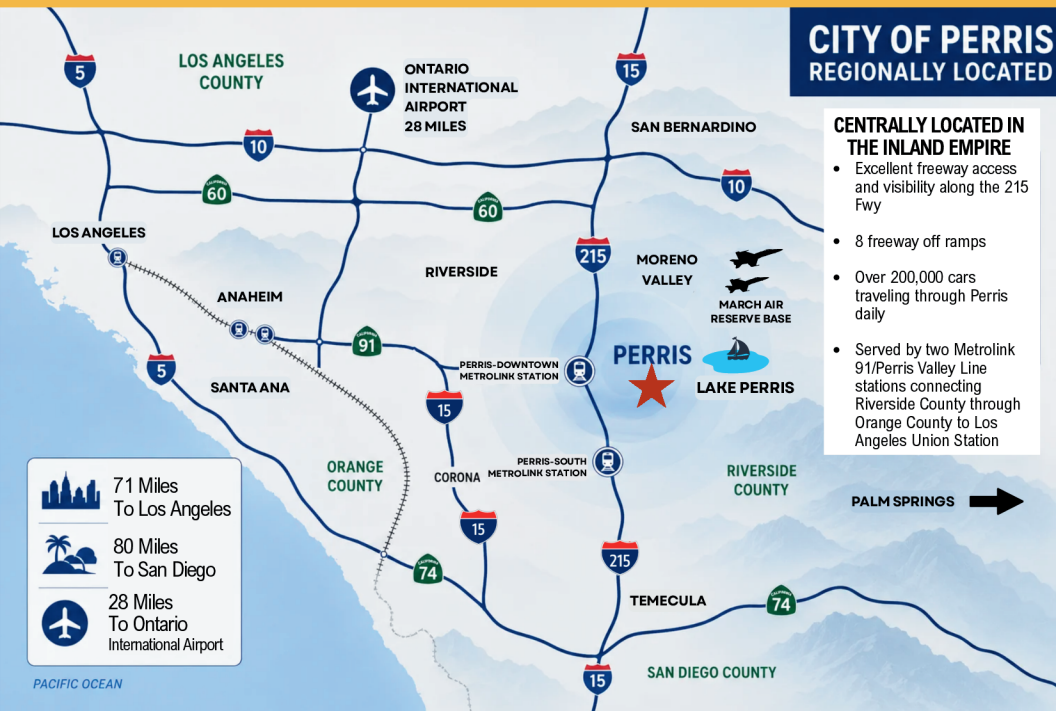 CITY OF PERRIS
REGIONALLY LOCATED
5
LOS ANGELES
COUNTY
ONTARIO
INTERNATIONAL
AIRPORT
28 MILES
15
SAN BERNARDINO
10
10
CALIFORNIA
60
CALIFORNIA
60
LOS ANGELES
215
MORENO
VALLEY
RIVERSIDE
MARCH AIR
RESERVE BASE
ANAHEIM
CALIFORNIA
91
PERRIS
LAKE PERRIS
PERRIS-DOWNTOWN
METROLINK STATION
5
SANTA ANA
15
ORANGE
COUNTY
CORONA
PERRIS-SOUTH
METROLINK STATION
RIVERSIDE
COUNTY
PALM SPRINGS
15
215
CALIFORNIA
74
TEMECULA
CALIFORNIA
74
SAN DIEGO COUNTY
15
CENTRALLY LOCATED IN
THE INLAND EMPIRE
• Excellent freeway access
and visibility along the 215
Fwy
• 8 freeway off ramps
• Over 200,000 cars
traveling through Perris
daily
• Served by two Metrolink
91/Perris Valley Line
stations connecting
Riverside County through
Orange County to Los
Angeles Union Station
71 Miles
To Los Angeles
80 Miles
To San Diego
28 Miles
To Ontario
International Airport
PACIFIC OCEAN